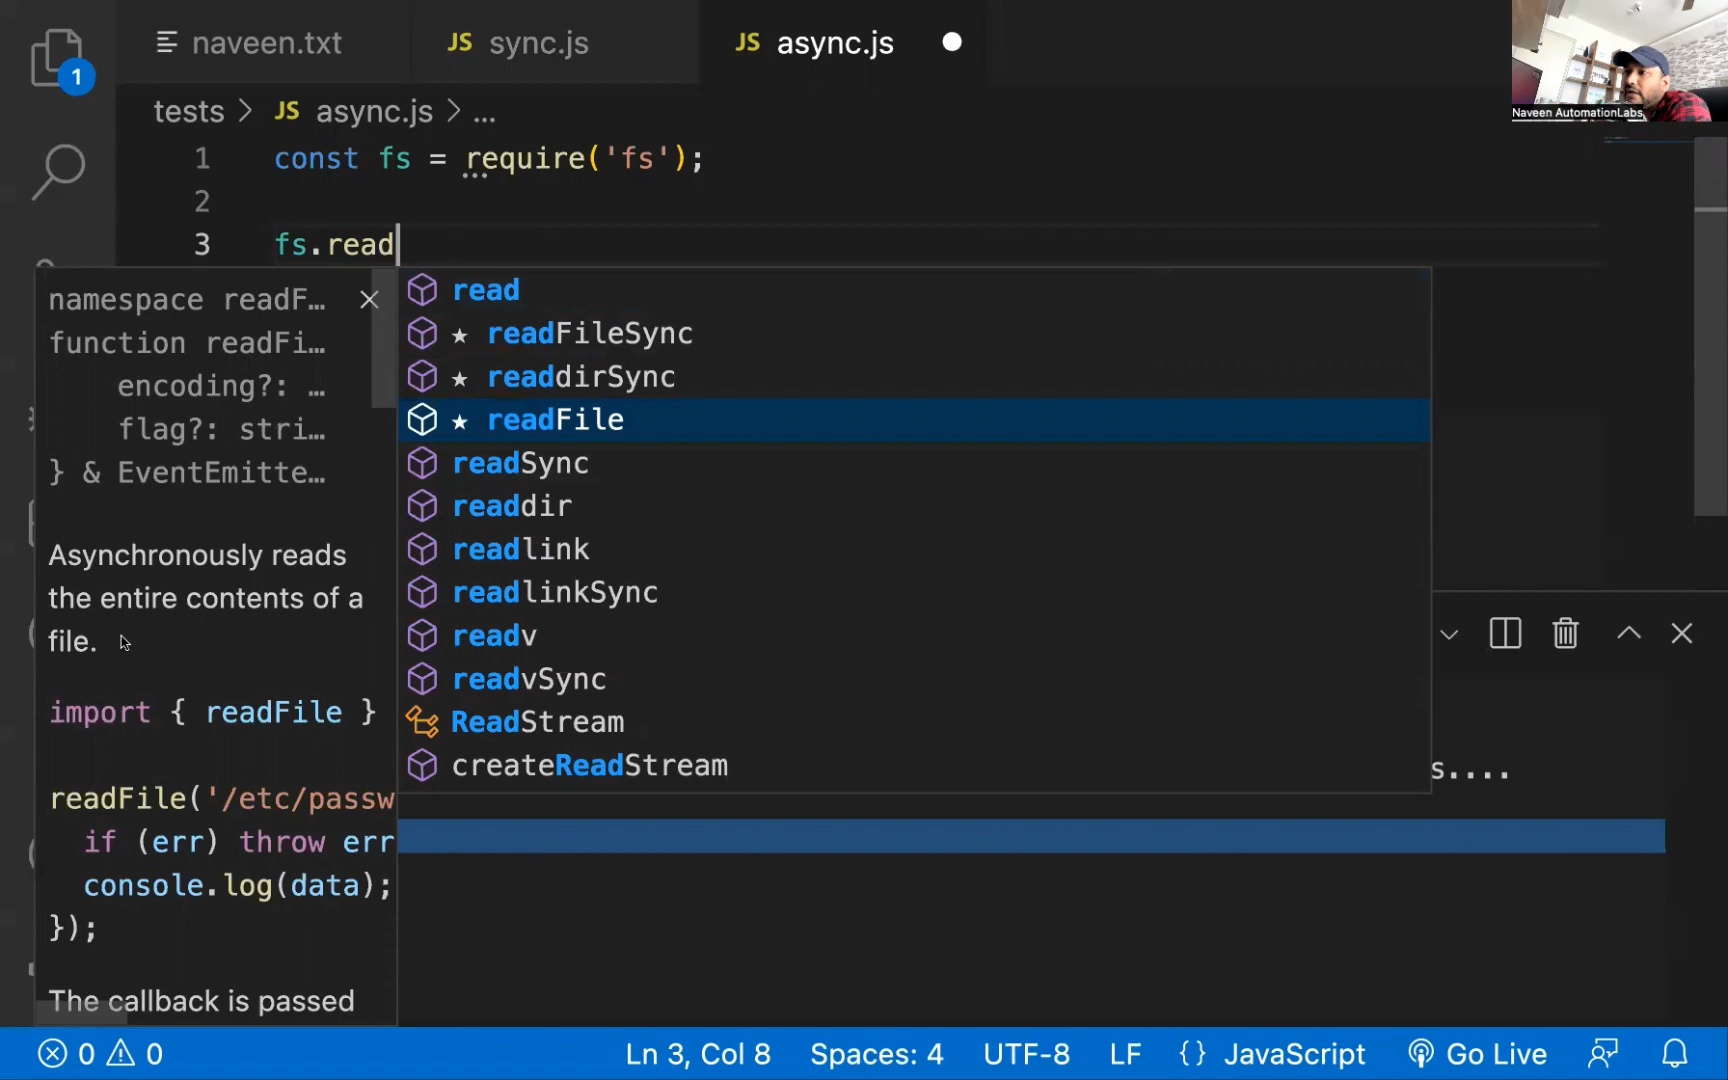 naveen.txt
JS sync.js
JS async.js
1
tests > JS async.js > ...
Naveen AutomationLabs
1 const fs = require('fs');
2
3 fs.read
namespace readF...
function readFi...
encoding?: ...
flag?: stri...
} & EventEmitte...
Asynchronously reads
the entire contents of a
file.
import { readFile }
readFile('/etc/passw
if (err) throw err
console.log(data);
});
The callback is passed
read
★ readFileSync
★ readdirSync
★ readFile
readSync
readdir
readlink
readlinkSync
readv
readvSync
ReadStream
createReadStream
s....
0 0
Ln 3, Col 8
Spaces: 4
UTF-8
LF
{} JavaScript
Go Live